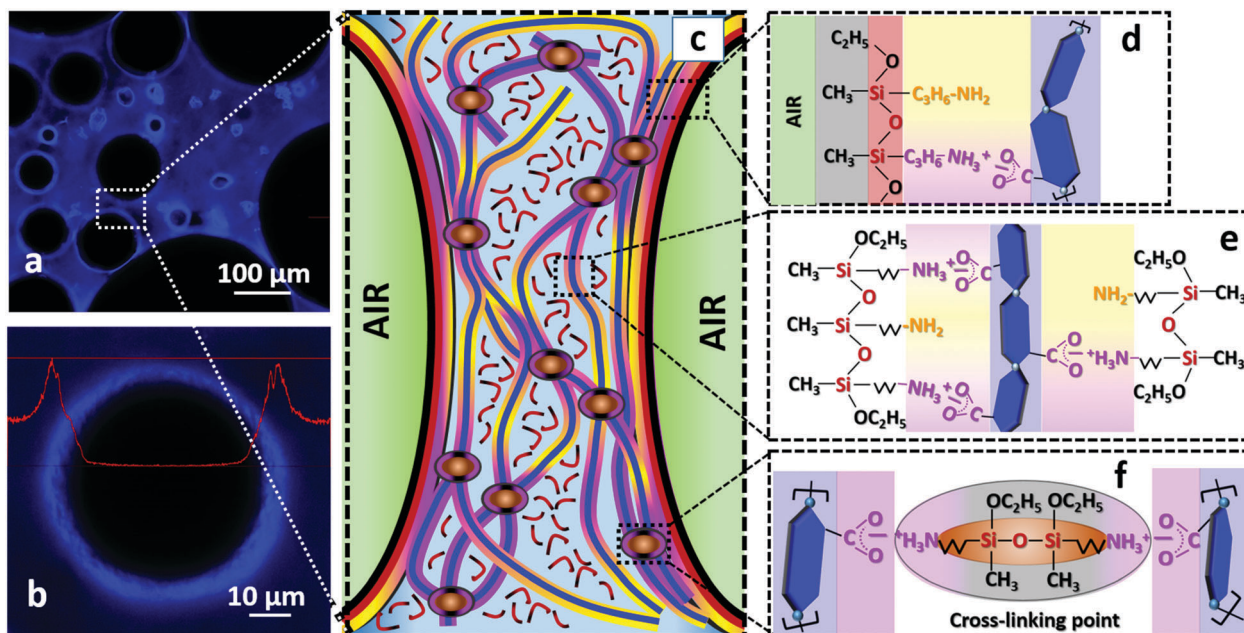 a
100 µm
b
10 µm
c
AIR
AIR
d
AIR
C₂H₅
O
CH₃
Si
C₃H₆-NH₂
O
CH₃
Si
C₃H₆-NH₃⁺
O
O
C
O
e
OC₂H₅
CH₃
Si
NH₃⁺
O
O
C
O
CH₃
Si
NH₂
O
CH₃
Si
NH₃⁺
O
O
C
OC₂H₅
C₂H₅O
NH₂
Si
CH₃
O
C
O
O
⁺H₃N
Si
CH₃
C₂H₅O
f
OC₂H₅ OC₂H₅
C
O
O
⁺H₃N
Si
O
Si
NH₃⁺
O
O
C
CH₃ CH₃
Cross-linking point